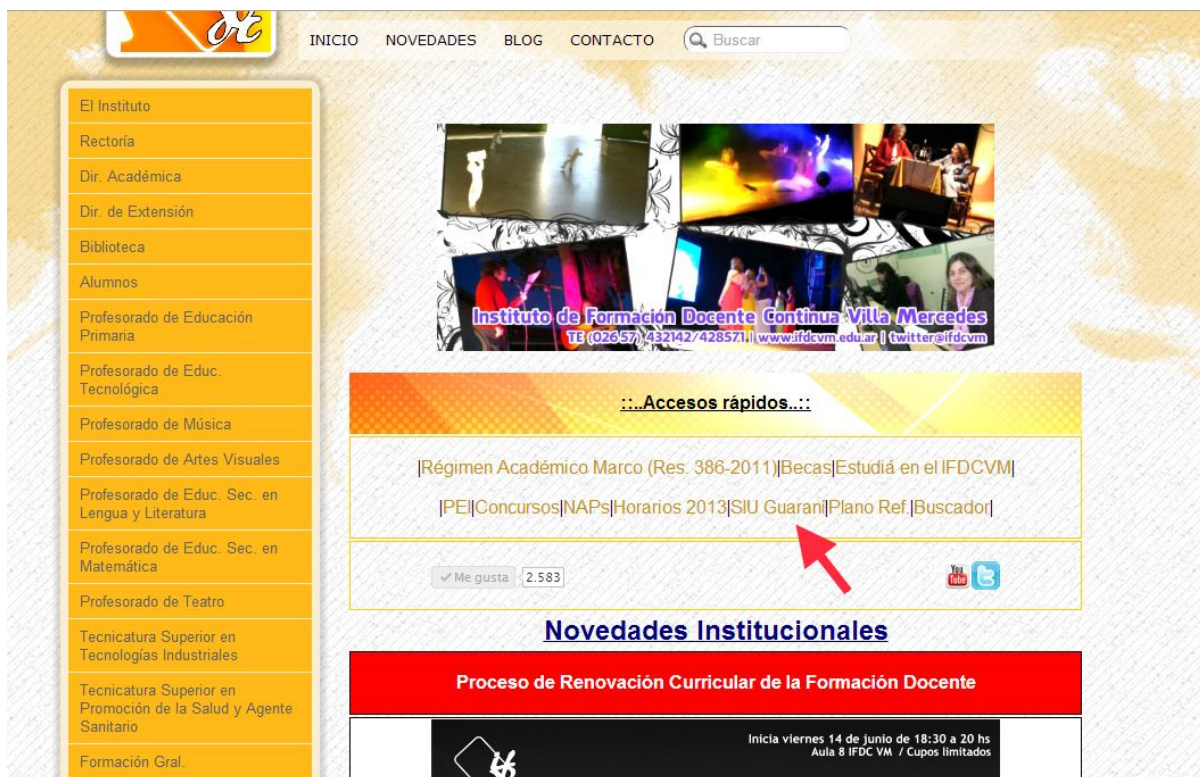 INICIO NOVEDADES BLOG CONTACTO Buscar
El Instituto
Rectoría
Dir. Académica
Dir. de Extensión
Biblioteca
Alumnos
Profesorado de Educación
Primaria
Profesorado de Educ.
Tecnológica
Profesorado de Música
Profesorado de Artes Visuales
Profesorado de Educ. Sec. en
Lengua y Literatura
Profesorado de Educ. Sec. en
Matemática
Profesorado de Teatro
Tecnicatura Superior en
Tecnologías Industriales
Tecnicatura Superior en
Promoción de la Salud y Agente
Sanitario
Formación Gral.
Instituto de Formación Docente Continua Villa Mercedes
TE (02657) 432142/428571 | www.ifdcvm.edu.ar | twitter@ifdcvm
::..Accesos rápidos..::
|Régimen Académico Marco (Res. 386-2011)|Becas|Estudiá en el IFDCVM|
|PEI|Concursos|NAPs|Horarios 2013|SIU Guaraní|Plano Ref.|Buscador|
Me gusta 2.583 You Tube
Novedades Institucionales
Proceso de Renovación Curricular de la Formación Docente
Inicia viernes 14 de junio de 18:30 a 20 hs
Aula 8 IFDC VM / Cupos limitados